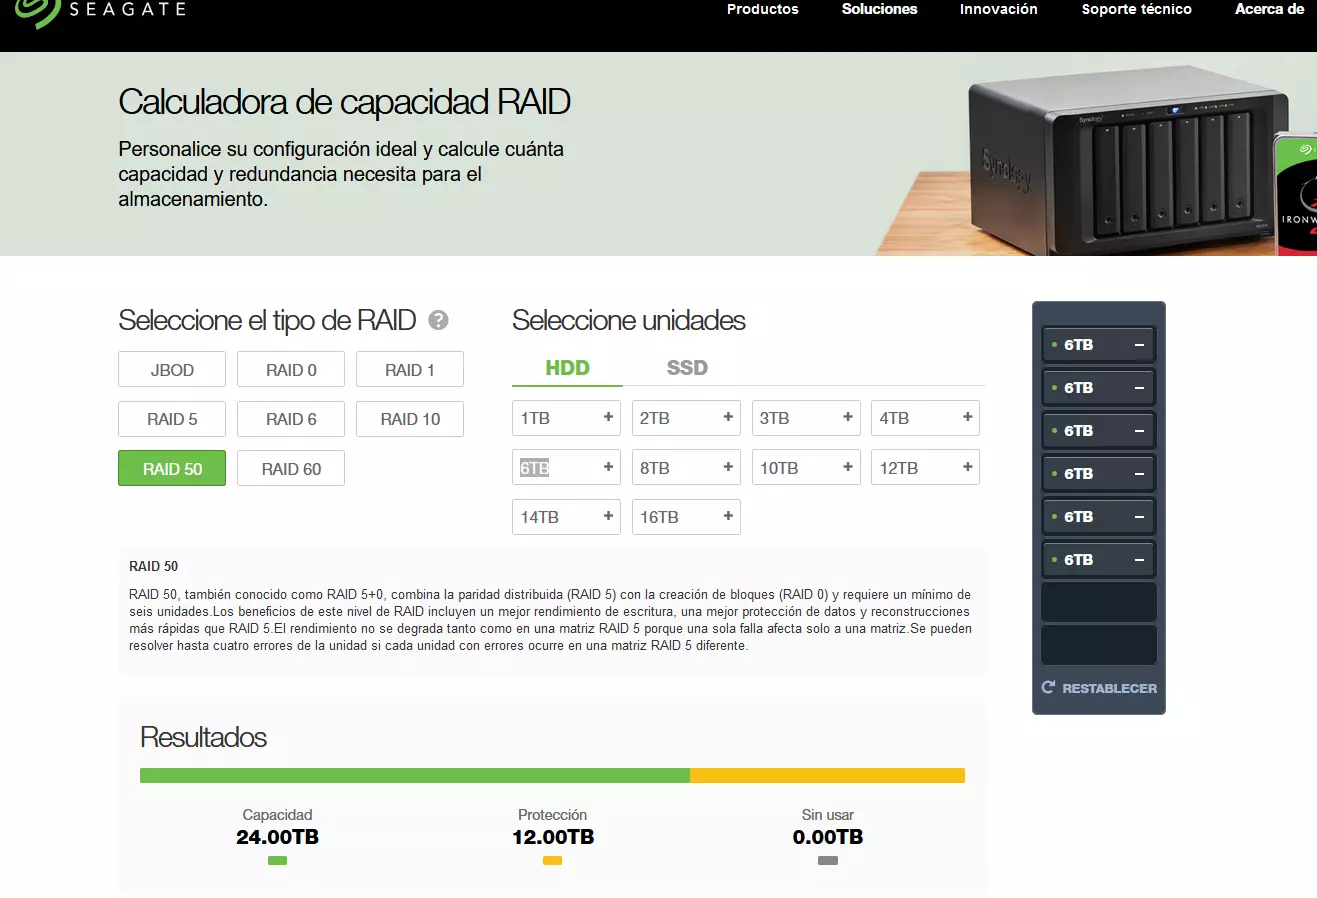 SEAGATE
Productos
Soluciones
Innovación
Soporte técnico
Acerca de
Calculadora de capacidad RAID
Personalice su configuración ideal y calcule cuánta
capacidad y redundancia necesita para el
almacenamiento.
Synology
Synology
IRONW
Seleccione el tipo de RAID ?
JBOD
RAID 0
RAID 1
RAID 5
RAID 6
RAID 10
RAID 50
RAID 60
Seleccione unidades
HDD
SSD
1TB +
2TB +
3TB +
4TB +
6TB +
8TB +
10TB +
12TB +
14TB +
16TB +
6TB −
6TB −
6TB −
6TB −
6TB −
6TB −
RESTABLECER
RAID 50
RAID 50, también conocido como RAID 5+0, combina la paridad distribuida (RAID 5) con la creación de bloques (RAID 0) y requiere un mínimo de
seis unidades.Los beneficios de este nivel de RAID incluyen un mejor rendimiento de escritura, una mejor protección de datos y reconstrucciones
más rápidas que RAID 5.El rendimiento no se degrada tanto como en una matriz RAID 5 porque una sola falla afecta solo a una matriz.Se pueden
resolver hasta cuatro errores de la unidad si cada unidad con errores ocurre en una matriz RAID 5 diferente.
Resultados
Capacidad
24.00TB
Protección
12.00TB
Sin usar
0.00TB